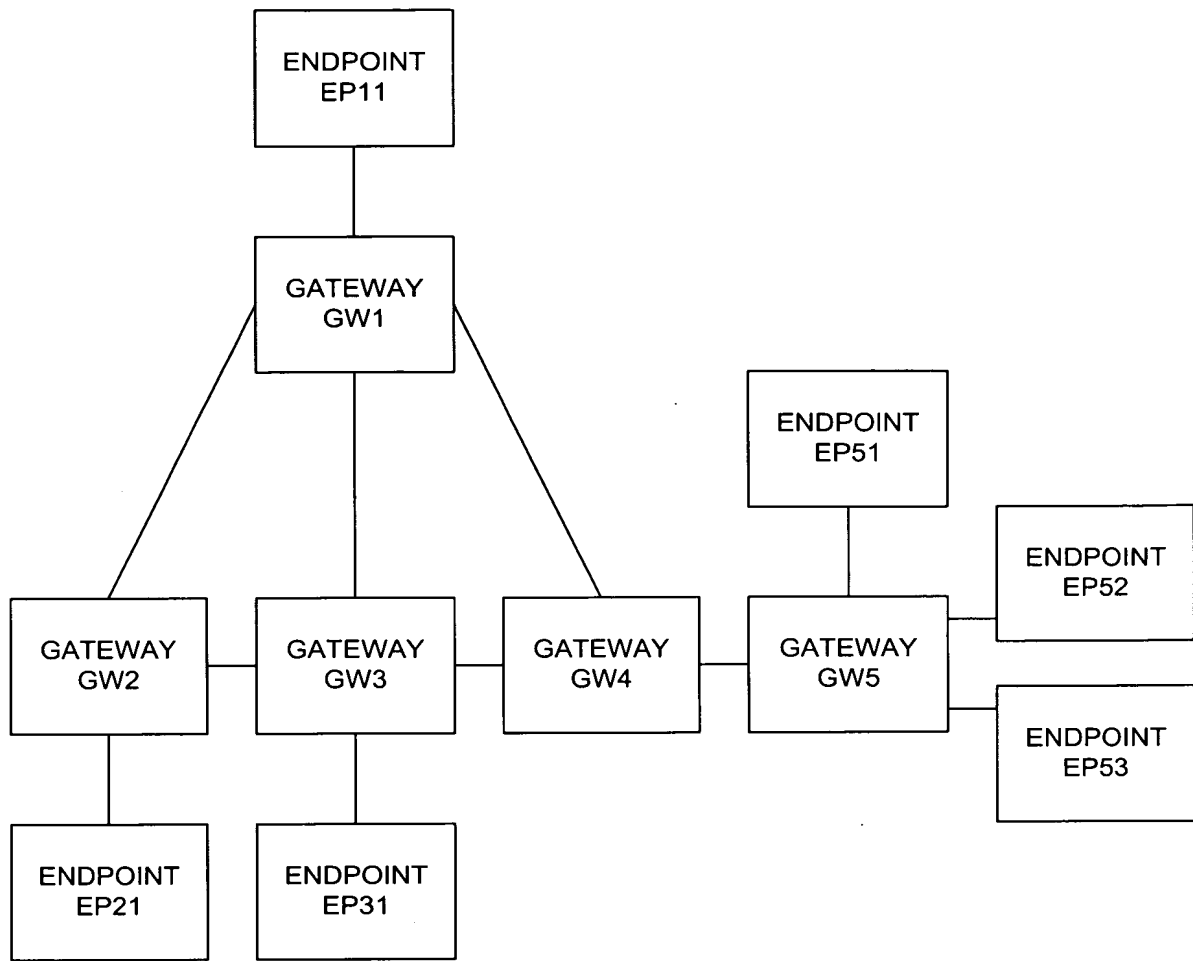 ENDPOINT
EP11
GATEWAY
GW1
ENDPOINT
EP51
ENDPOINT
EP52
GATEWAY
GW2
GATEWAY
GW3
GATEWAY
GW4
GATEWAY
GW5
ENDPOINT
EP53
ENDPOINT
EP21
ENDPOINT
EP31